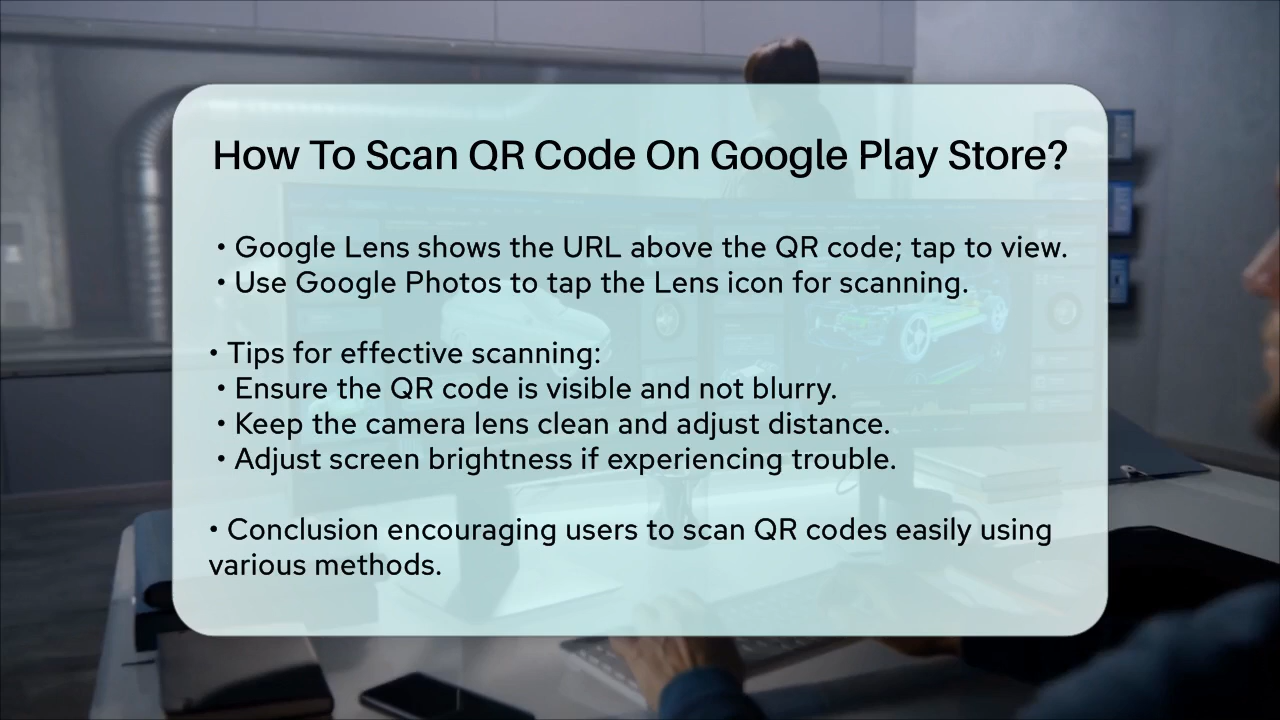 How To Scan QR Code On Google Play Store?
• Google Lens shows the URL above the QR code; tap to view.
• Use Google Photos to tap the Lens icon for scanning.
• Tips for effective scanning:
• Ensure the QR code is visible and not blurry.
• Keep the camera lens clean and adjust distance.
• Adjust screen brightness if experiencing trouble.
• Conclusion encouraging users to scan QR codes easily using
various methods.